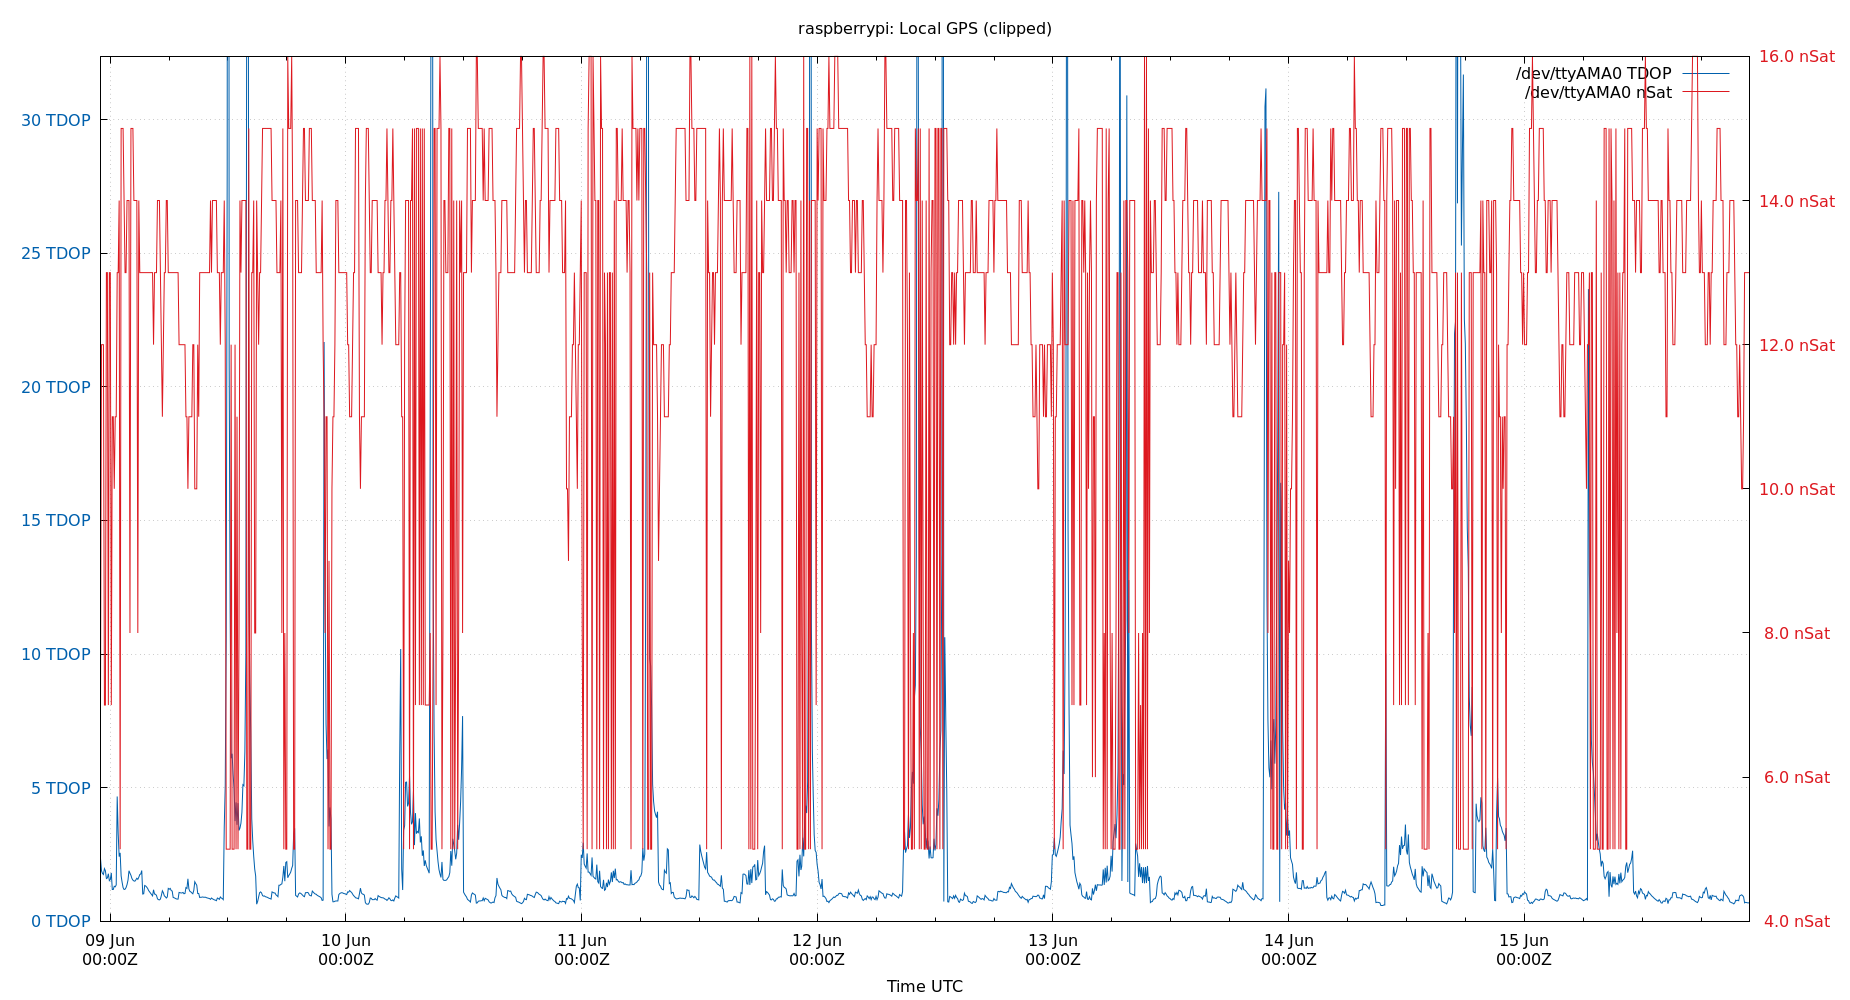 raspberrypi: Local GPS (clipped)
/dev/ttyAMA0 TDOP
/dev/ttyAMA0 nSat
30 TDOP
25 TDOP
20 TDOP
15 TDOP
10 TDOP
5 TDOP
0 TDOP
16.0 nSat
14.0 nSat
12.0 nSat
10.0 nSat
8.0 nSat
6.0 nSat
4.0 nSat
09 Jun
00:00Z
10 Jun
00:00Z
11 Jun
00:00Z
12 Jun
00:00Z
13 Jun
00:00Z
14 Jun
00:00Z
15 Jun
00:00Z
Time UTC